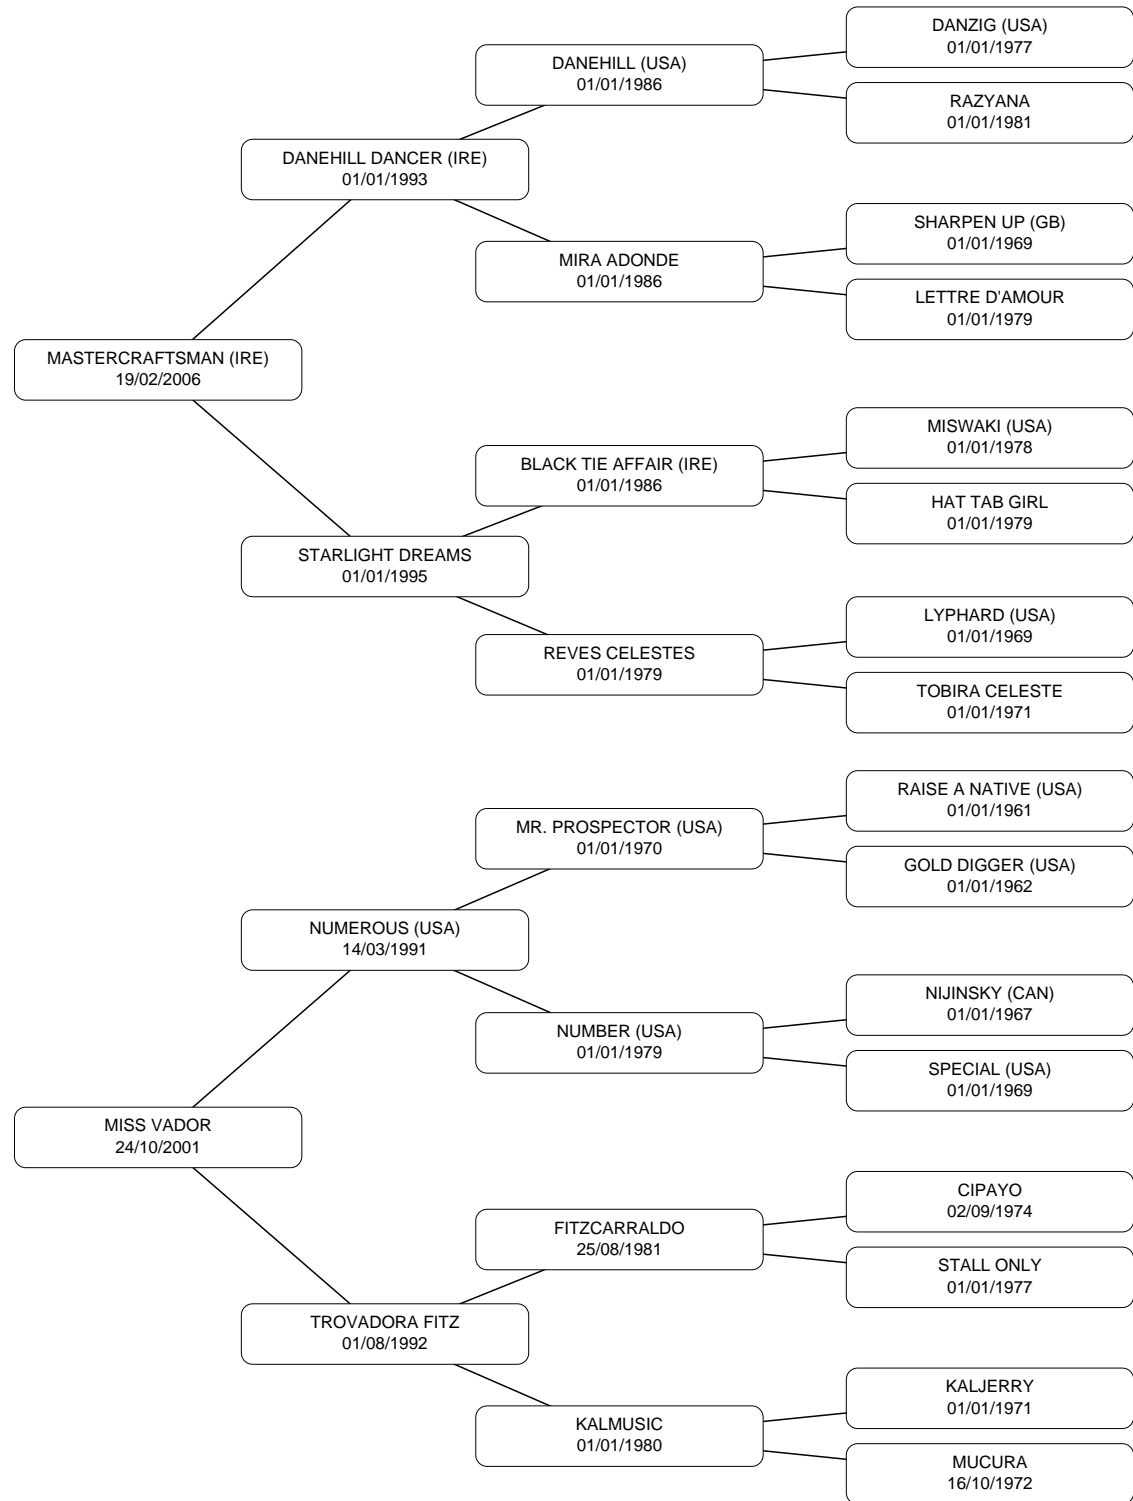 DANZIG (USA)
01/01/1977
DANEHILL (USA)
01/01/1986
RAZYANA
01/01/1981
DANEHILL DANCER (IRE)
01/01/1993
SHARPEN UP (GB)
01/01/1969
MIRA ADONDE
01/01/1986
LETTRE D'AMOUR
01/01/1979
MASTERCRAFTSMAN (IRE)
19/02/2006
MISWAKI (USA)
01/01/1978
BLACK TIE AFFAIR (IRE)
01/01/1986
HAT TAB GIRL
01/01/1979
STARLIGHT DREAMS
01/01/1995
LYPHARD (USA)
01/01/1969
REVES CELESTES
01/01/1979
TOBIRA CELESTE
01/01/1971
RAISE A NATIVE (USA)
01/01/1961
MR. PROSPECTOR (USA)
01/01/1970
GOLD DIGGER (USA)
01/01/1962
NUMEROUS (USA)
14/03/1991
NIJINSKY (CAN)
01/01/1967
NUMBER (USA)
01/01/1979
SPECIAL (USA)
01/01/1969
MISS VADOR
24/10/2001
CIPAYO
02/09/1974
FITZCARRALDO
25/08/1981
STALL ONLY
01/01/1977
TROVADORA FITZ
01/08/1992
KALJERRY
01/01/1971
KALMUSIC
01/01/1980
MUCURA
16/10/1972